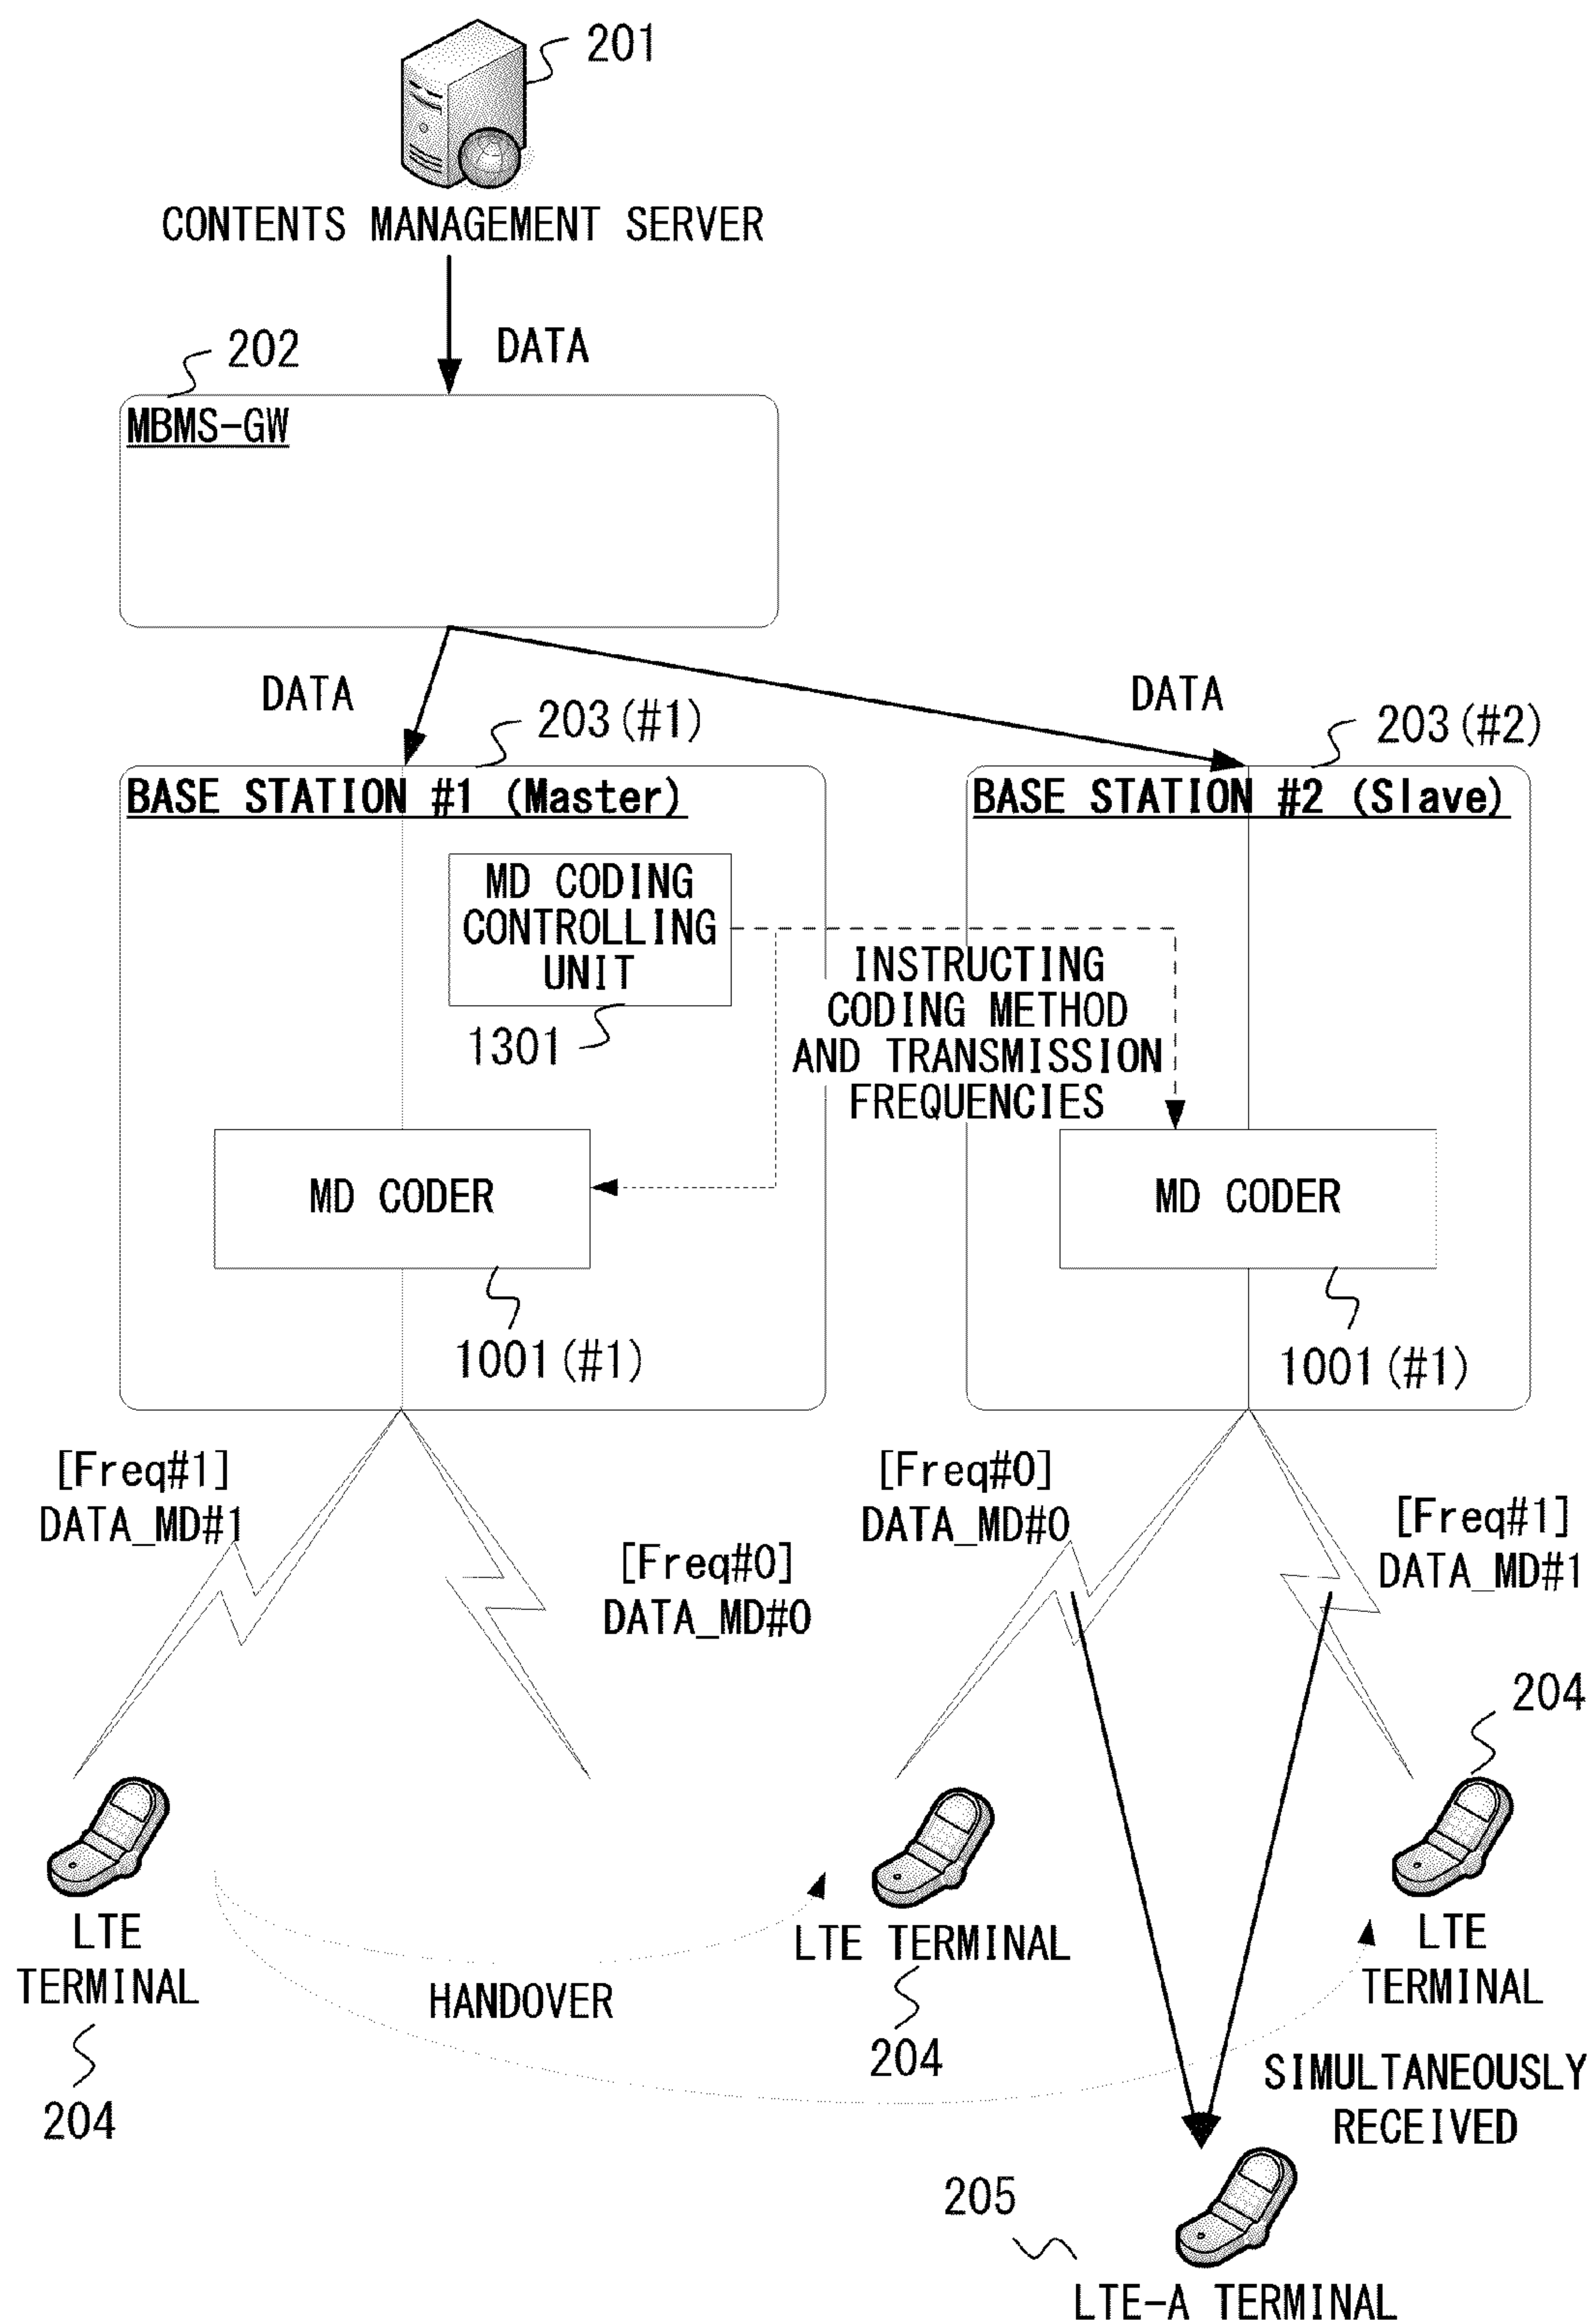 201
CONTENTS MANAGEMENT SERVER
DATA
202
MBMS-GW
DATA
DATA
203(#1)
203(#2)
BASE STATION #1 (Master)
BASE STATION #2 (Slave)
MD CODING
CONTROLLING
UNIT
1301
INSTRUCTING
CODING METHOD
AND TRANSMISSION
FREQUENCIES
MD CODER
MD CODER
1001(#1)
1001(#1)
[Freq#1]
DATA_MD#1
[Freq#0]
DATA_MD#0
[Freq#0]
DATA_MD#0
[Freq#1]
DATA_MD#1
204
LTE
TERMINAL
204
HANDOVER
LTE TERMINAL
204
LTE
TERMINAL
SIMULTANEOUSLY
RECEIVED
205
LTE-A TERMINAL